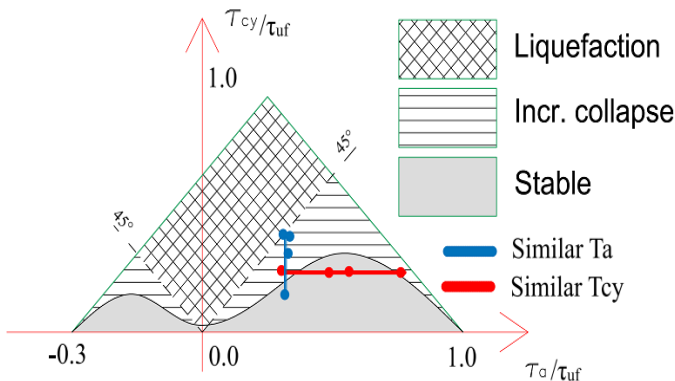 τcy/τuf
1.0
Liquefaction
Incr. collapse
45°
Stable
45°
Similar Ta
Similar Tcy
-0.3
0.0
1.0
τa/τuf